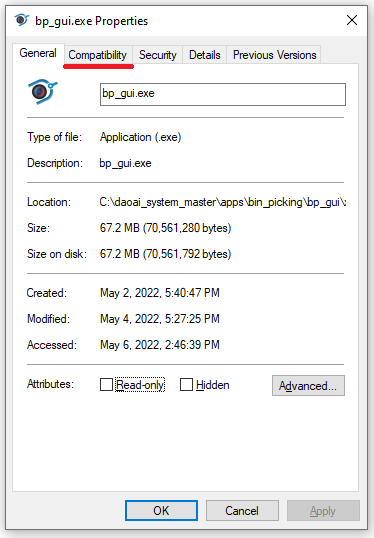 bp_gui.exe Properties
General Compatibility Security Details Previous Versions
bp_gui.exe
Type of file: Application (.exe)
Description: bp_gui.exe
Location: C:\daoai_system_master\apps\bin_picking\bp_gui\
Size: 67.2 MB (70,561,280 bytes)
Size on disk: 67.2 MB (70,561,792 bytes)
Created: May 2, 2022, 5:40:47 PM
Modified: May 4, 2022, 5:27:25 PM
Accessed: May 6, 2022, 2:46:39 PM
Attributes: Read-only Hidden Advanced...
OK Cancel Apply